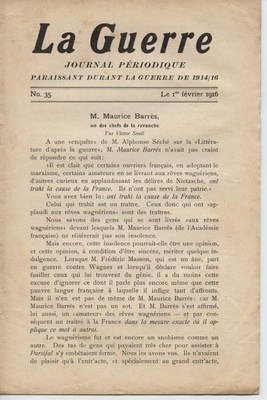 La Guerre
JOURNAL PÉRIODIQUE
PARAISSANT DURANT LA GUERRE DE 1914/16
No. 35 Le 1er février 1916
M. Maurice Barrès,
un des chefs de la revanche
Par Victor Snell
A une «enquête» de M. Alphonse Séché sur la «Littéra-
ture d'après la guerre», M. Maurice Barrès n'avait pas craint
de répondre ce qui suit:
«Il est clair que certains ouvriers français, en adoptant le
marxisme, certains amateurs en se livrant aux rêves wagnériens,
d'autres curieux en applaudissant les délires de Nietzsche, ont
trahi la cause de la France. Ils n'ont pas servi leur patrie.»
Vous avez bien lu: ont trahi la cause de la France.
Celui qui trahit est un traître. Ceux donc qui ont «ap-
plaudi aux rêves wagnériens» sont des traîtres.
Nous savons des gens qui se sont livrés «aux rêves
wagnériens» devant lesquels M. Maurice Barrès (de l'Académie
française) ne réitérerait pas son insolence.
Mais encore, cette insolence pourrait-elle être une opinion,
et cette opinion, à condition d'être sincère, mériter quelque in-
dulgence. Lorsque M. Frédéric Masson, qui est un âne, part
en guerre contre Wagner et lorsqu'il déclare vouloir faire
fusiller ceux qui lui trouvent du génie, il a du moins cette
excuse d'ignorer ce dont il parle plus encore même que cette
pauvre langue française à laquelle il inflige tant d'affronts.
Mais il n'en est pas de même de M. Maurice Barrès: car M.
Maurice Barrès n'est pas un sot. Et M. Barrès s'est affirmé,
lui aussi, un «amateur» des rêves wagnériens — et par con-
séquent un traître à la France dans la mesure exacte où il ap-
plique ce mot à autrui.
Le wagnérisme fut et est encore un snobisme comme un
autre. Des tas de gens qui payaient très cher pour assister à
Parsifal s'y embêtaient ferme. Nous les avons vus. Ils n'avaient
de plaisir qu'à l'entr'acte, et spécialement au grand entr'acte,